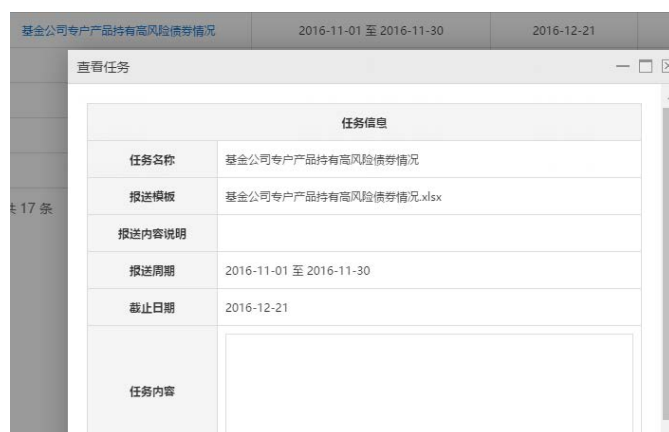 基金公司专户产品持有高风险债券情况 2016-11-01 至 2016-11-30 2016-12-21
查看任务
任务信息
任务名称 基金公司专户产品持有高风险债券情况
报送模板 基金公司专户产品持有高风险债券情况.xlsx
共 17 条
报送内容说明
报送周期 2016-11-01 至 2016-11-30
截止日期 2016-12-21
任务内容